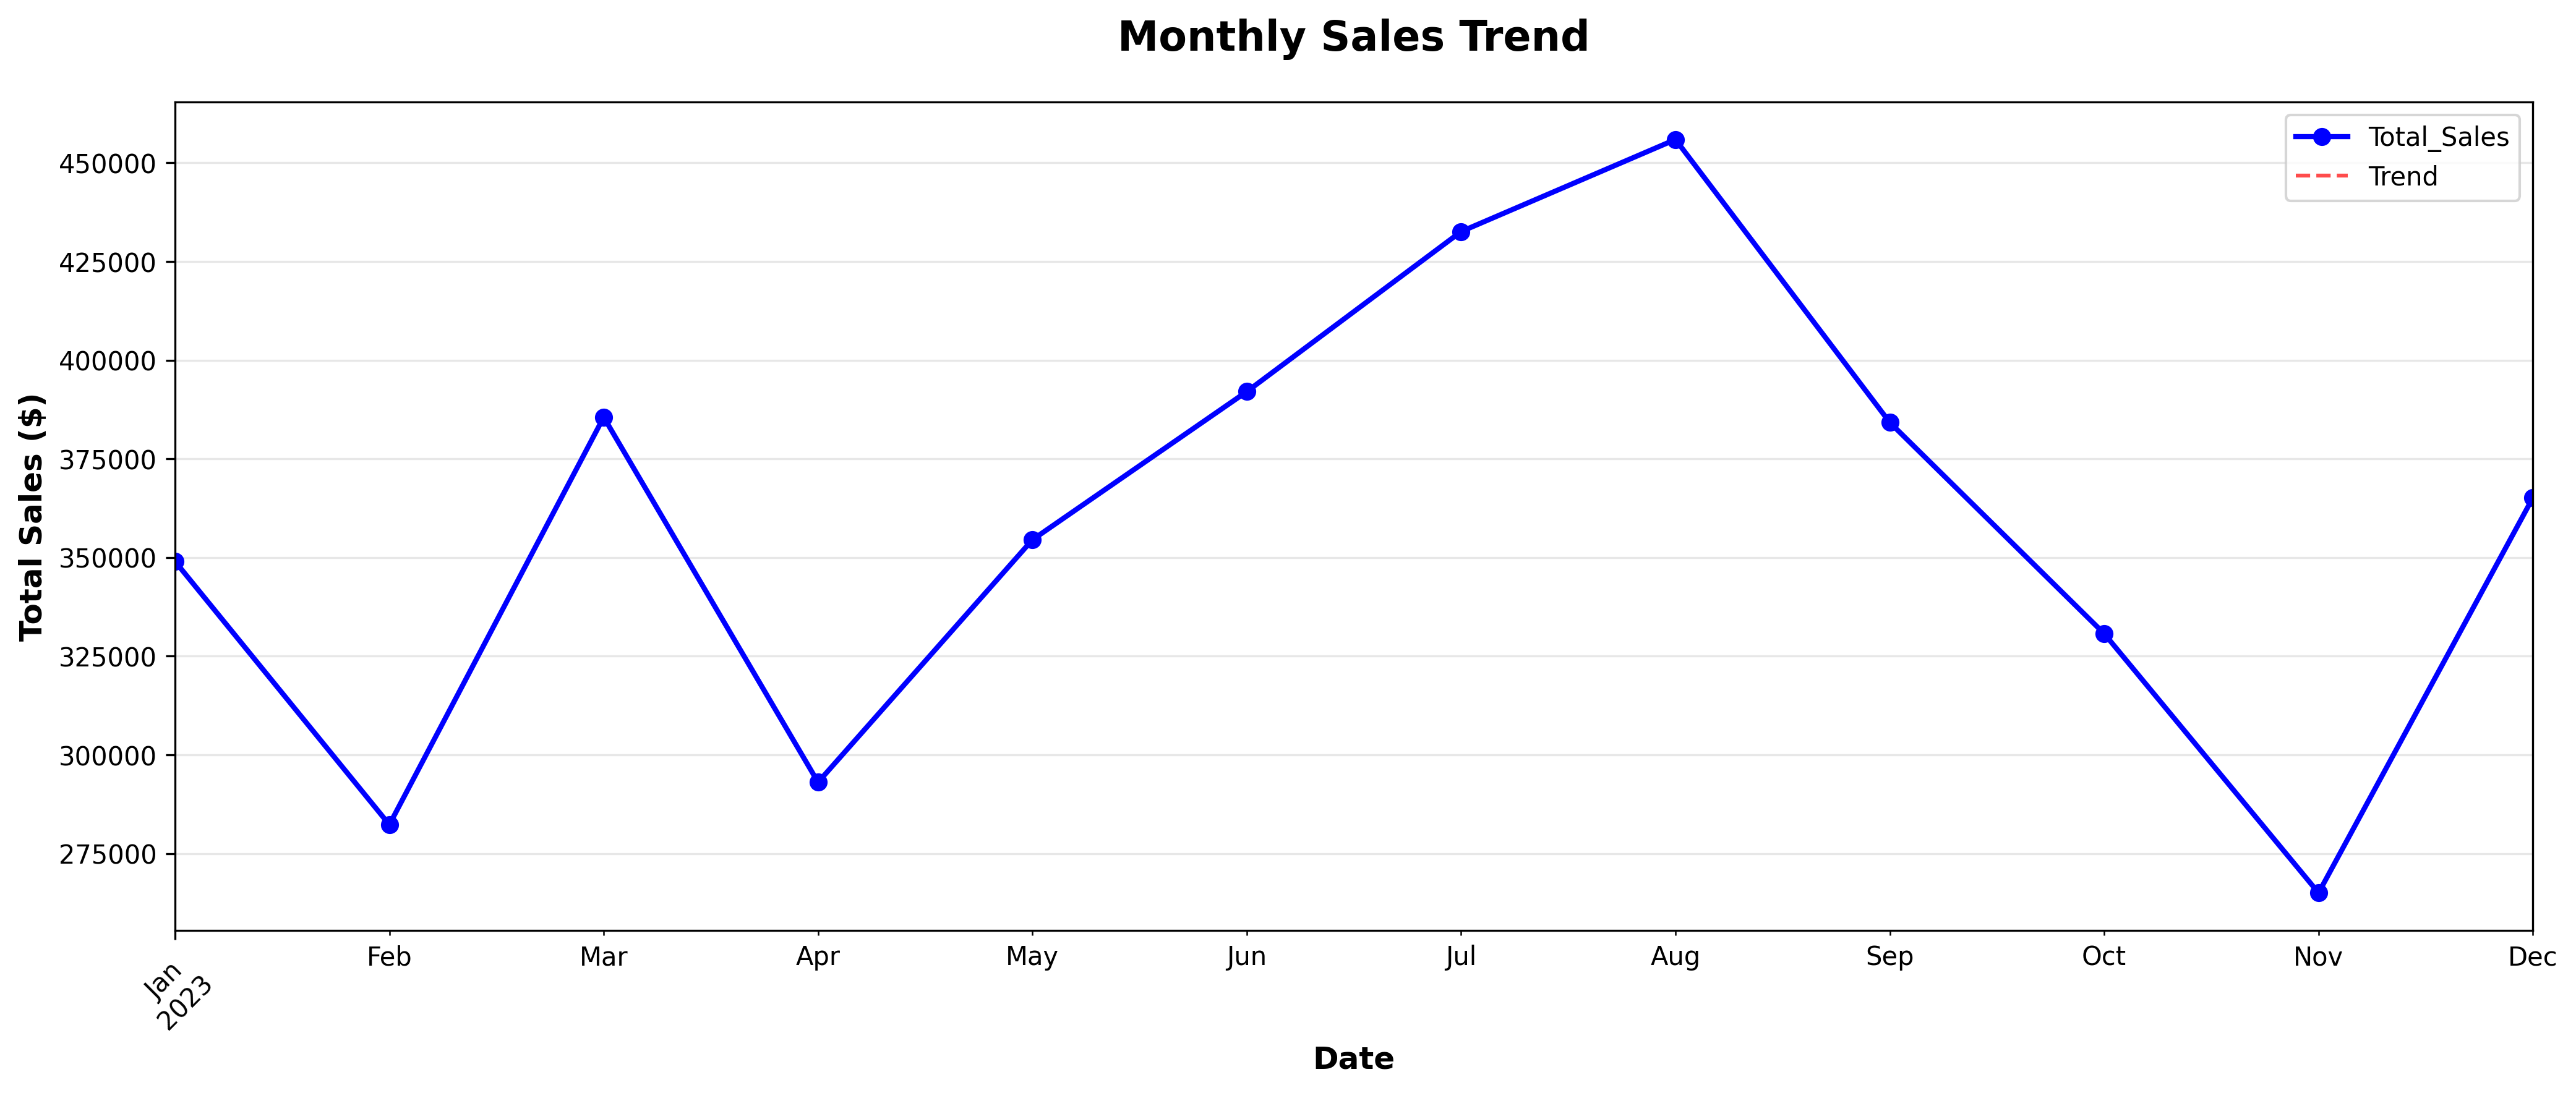 Monthly Sales Trend
Total_Sales
Trend
450000
425000
400000
375000
350000
325000
300000
275000
Total Sales ($)
Jan
2023
Feb
Mar
Apr
May
Jun
Jul
Aug
Sep
Oct
Nov
Dec
Date